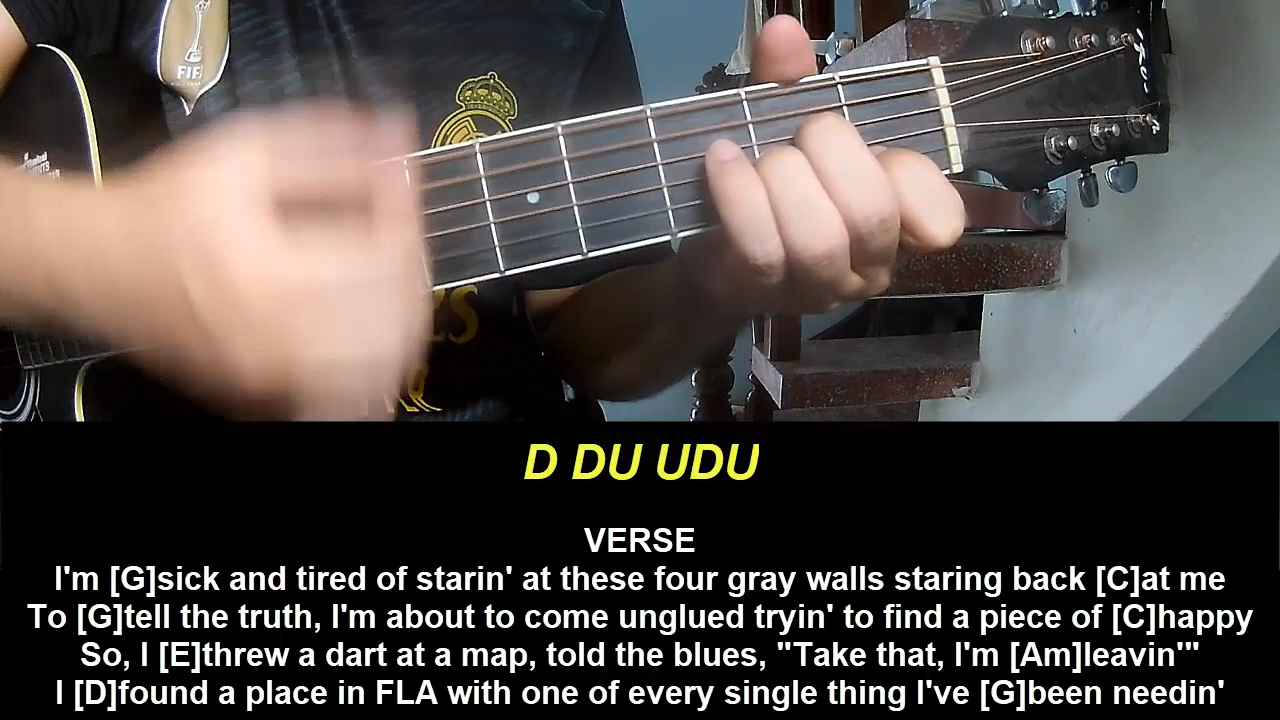 FIF
D DU UDU
VERSE
I'm [G]sick and tired of starin' at these four gray walls staring back [C]at me
To [G]tell the truth, I'm about to come unglued tryin' to find a piece of [C]happy
So, I [E]threw a dart at a map, told the blues, "Take that, I'm [Am]leavin'"
I [D]found a place in FLA with one of every single thing I've [G]been needin'